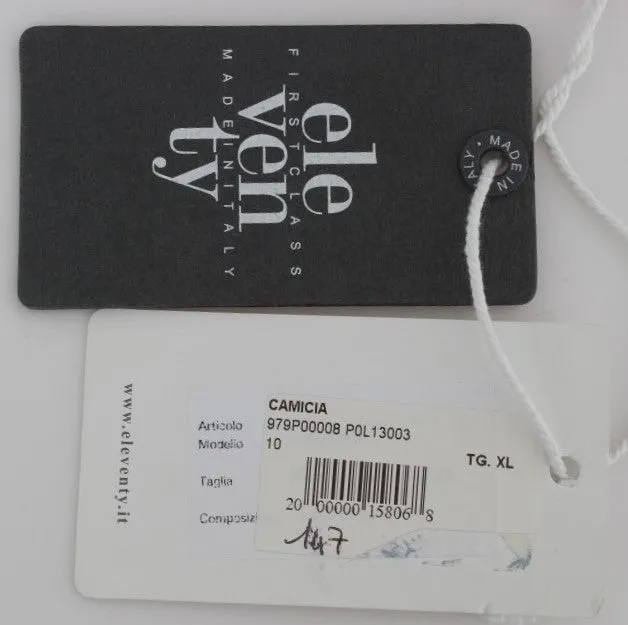 FIRST CLASS
ele
ven
ty
MADE IN ITALY
MADE IN ITALY •
www.eleventy.it
CAMICIA
Articolo 979P00008 P0L13003
Modello 10
TG. XL
Taglia
20 00000 15806 8
147